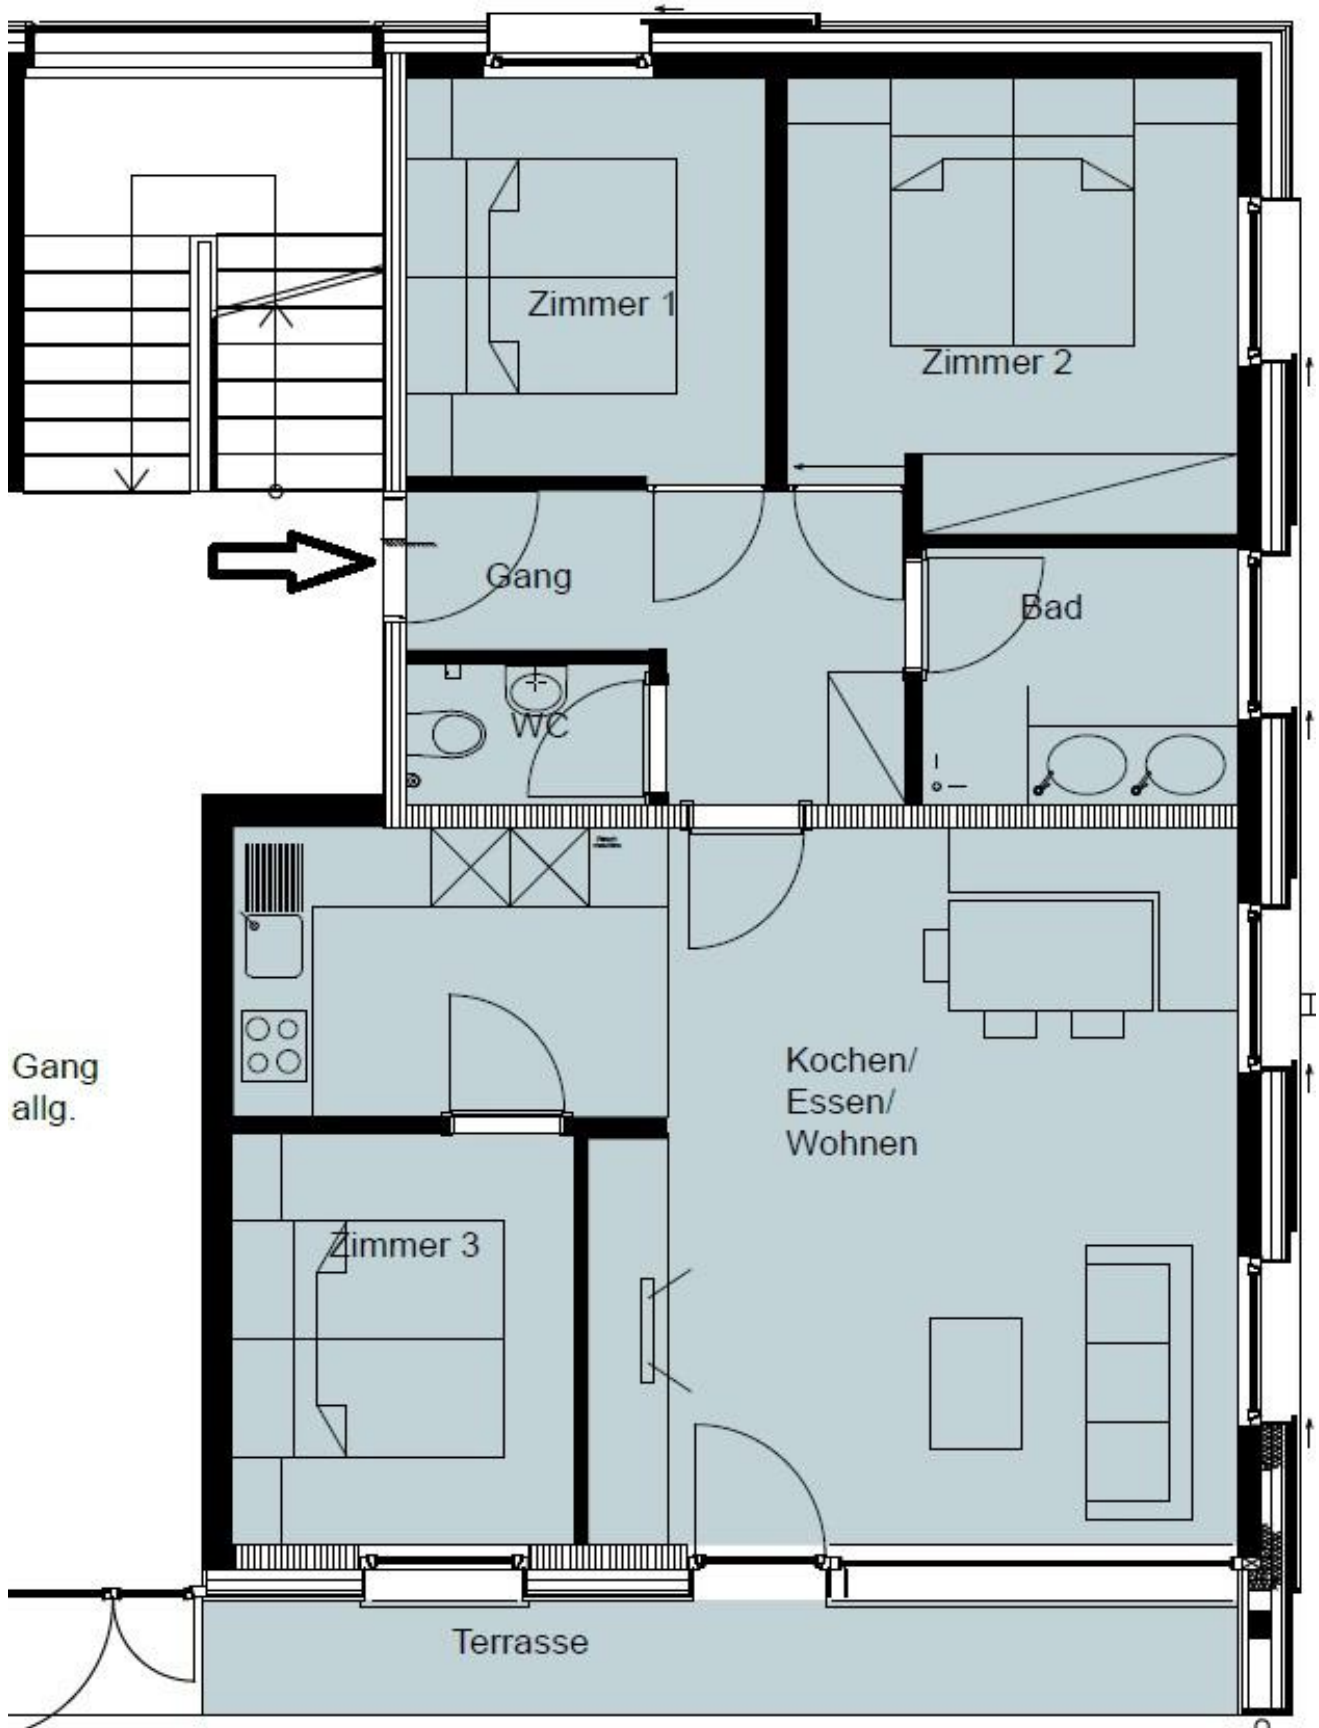 Zimmer 1
Zimmer 2
Gang
Bad
WC
Gang
allg.
Kochen/
Essen/
Wohnen
Zimmer 3
Terrasse